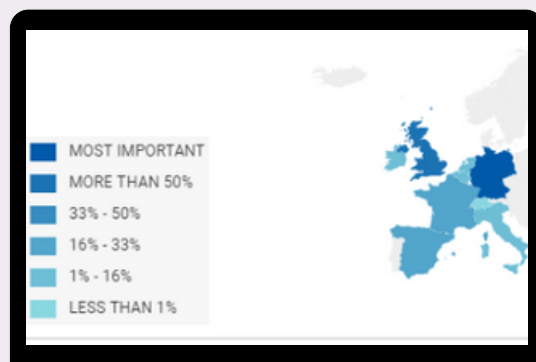 MOST IMPORTANT
MORE THAN 50%
33% - 50%
16% - 33%
1% - 16%
LESS THAN 1%